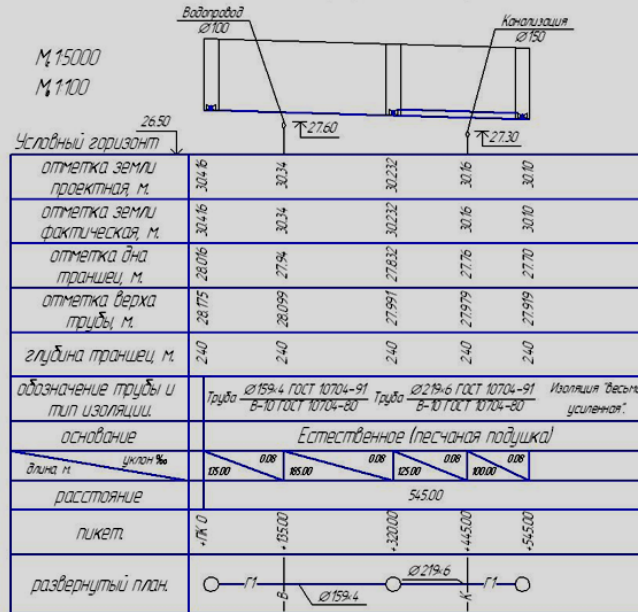 Водопровод
Ø100
Канализация
Ø150
Мг 1:5000
Мв 1:100
26.50
27.60
27.30
Условный горизонт
отметка земли проектная, м.
30.416 30.34 30.232 30.16 30.10
отметка земли фактическая, м.
30.416 30.34 30.232 30.16 30.10
отметка дна траншеи, м.
28.016 27.94 27.832 27.76 27.70
отметка верха трубы, м.
28.175 28.099 27.991 27.979 27.919
глубина траншеи, м.
2.40 2.40 2.40 2.40 2.40
обозначение трубы и тип изоляции.
Труба Ø159х4 ГОСТ 10704-91
В-10 ГОСТ 10704-80
Труба Ø219х6 ГОСТ 10704-91
В-10 ГОСТ 10704-80
Изоляция "весьма усиленная".
основание
Естественное (песчаная подушка)
уклон ‰
длина, м.
0.08 0.08 0.08 0.08
135.00 185.00 125.00 100.00
расстояние
545.00
пикет.
+ПК 0 +135.00 +320.00 +445.00 +545.00
развернутый план.
Г1 В Ø159х4 Ø219х6 К Г1